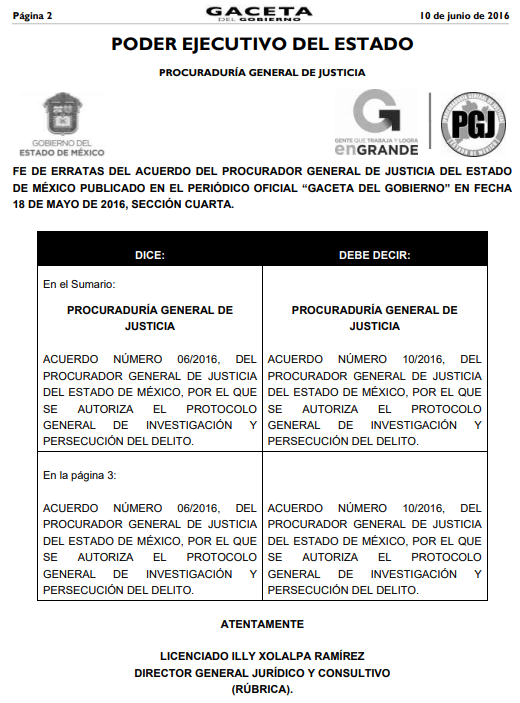 Página 2
GACETA
DEL GOBIERNO
10 de junio de 2016
PODER EJECUTIVO DEL ESTADO
PROCURADURÍA GENERAL DE JUSTICIA
GOBIERNO DEL
ESTADO DE MÉXICO
GENTE QUE TRABAJA Y LOGRA
enGRANDE
PGJ
FE DE ERRATAS DEL ACUERDO DEL PROCURADOR GENERAL DE JUSTICIA DEL ESTADO
DE MÉXICO PUBLICADO EN EL PERIÓDICO OFICIAL “GACETA DEL GOBIERNO” EN FECHA
18 DE MAYO DE 2016, SECCIÓN CUARTA.
DICE:
DEBE DECIR:
En el Sumario:
PROCURADURÍA GENERAL DE
JUSTICIA
ACUERDO NÚMERO 06/2016, DEL
PROCURADOR GENERAL DE JUSTICIA
DEL ESTADO DE MÉXICO, POR EL QUE
SE AUTORIZA EL PROTOCOLO
GENERAL DE INVESTIGACIÓN Y
PERSECUCIÓN DEL DELITO.
PROCURADURÍA GENERAL DE
JUSTICIA
ACUERDO NÚMERO 10/2016, DEL
PROCURADOR GENERAL DE JUSTICIA
DEL ESTADO DE MÉXICO, POR EL QUE
SE AUTORIZA EL PROTOCOLO
GENERAL DE INVESTIGACIÓN Y
PERSECUCIÓN DEL DELITO.
En la página 3:
ACUERDO NÚMERO 06/2016, DEL
PROCURADOR GENERAL DE JUSTICIA
DEL ESTADO DE MÉXICO, POR EL QUE
SE AUTORIZA EL PROTOCOLO
GENERAL DE INVESTIGACIÓN Y
PERSECUCIÓN DEL DELITO.
ACUERDO NÚMERO 10/2016, DEL
PROCURADOR GENERAL DE JUSTICIA
DEL ESTADO DE MÉXICO, POR EL QUE
SE AUTORIZA EL PROTOCOLO
GENERAL DE INVESTIGACIÓN Y
PERSECUCIÓN DEL DELITO.
ATENTAMENTE
LICENCIADO ILLY XOLALPA RAMÍREZ
DIRECTOR GENERAL JURÍDICO Y CONSULTIVO
(RÚBRICA).